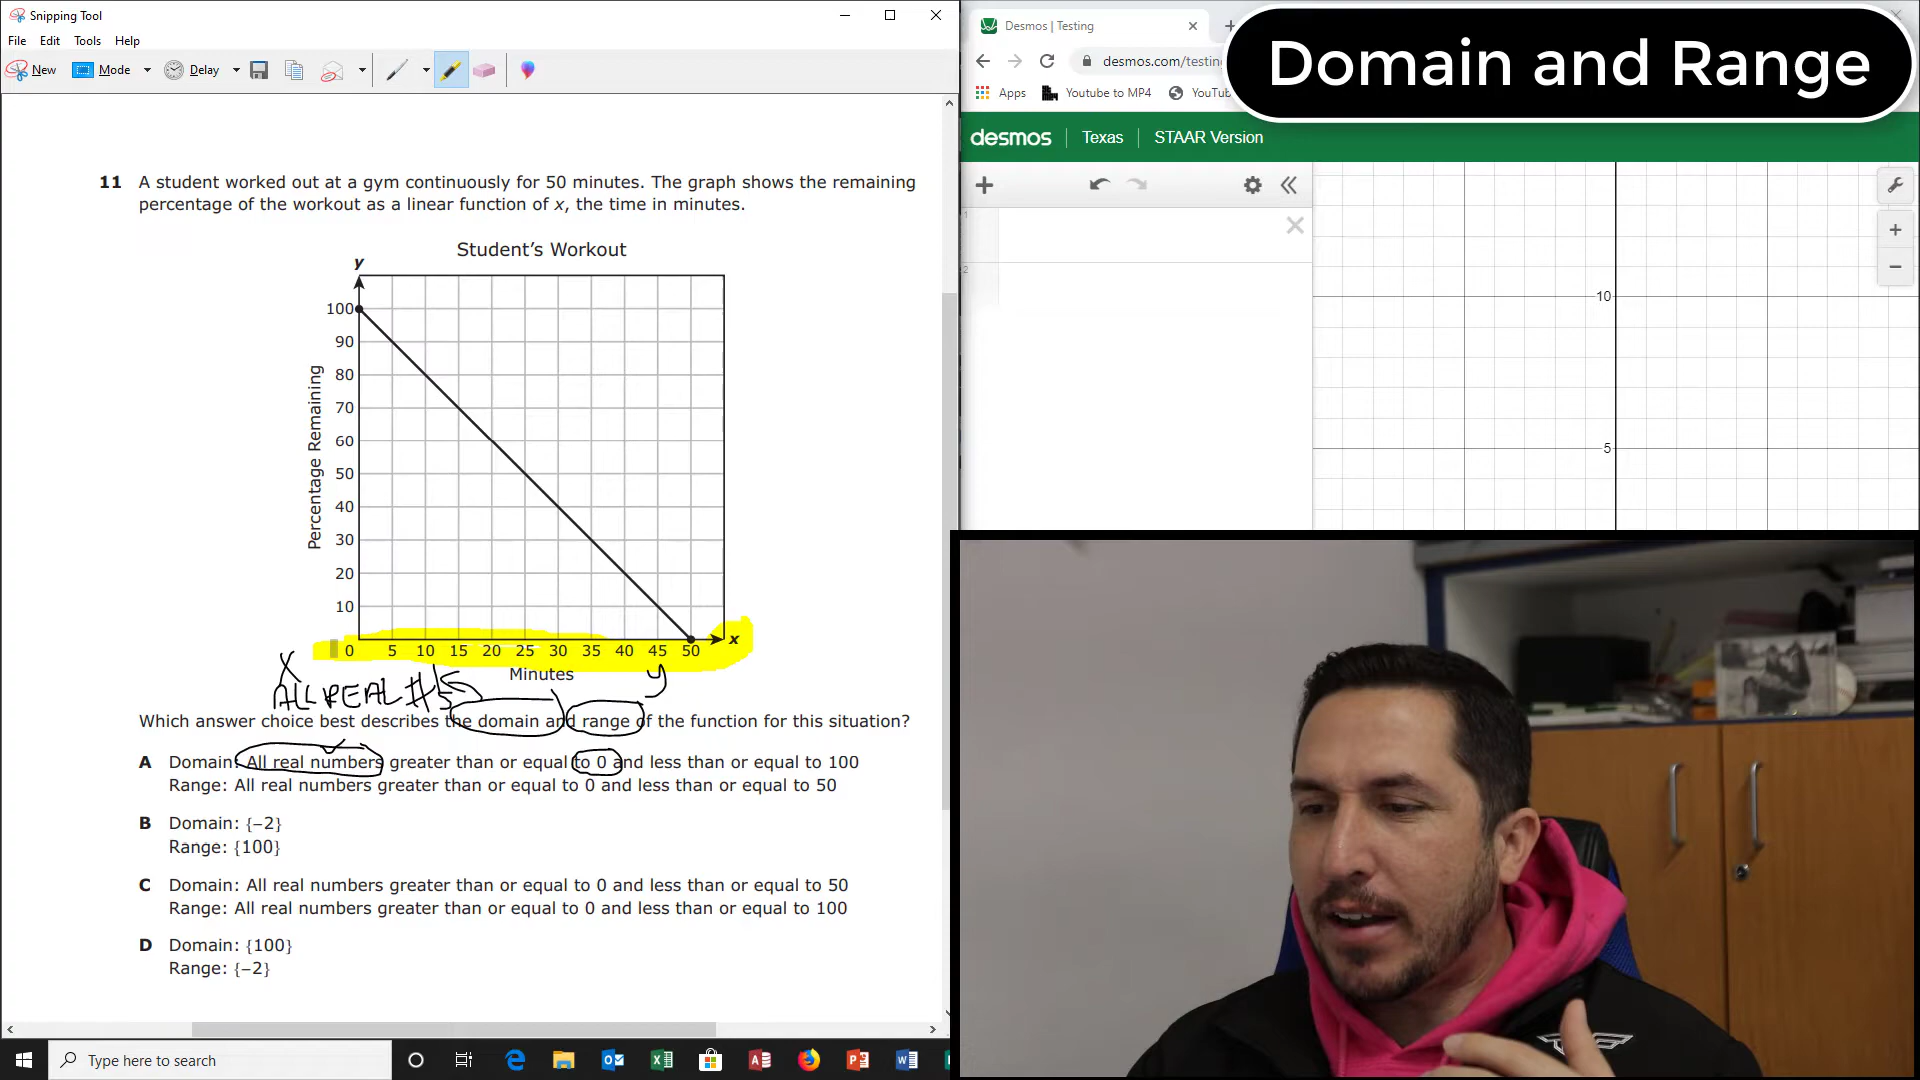 Snipping Tool
File Edit Tools Help
New Mode Delay
11 A student worked out at a gym continuously for 50 minutes. The graph shows the remaining
percentage of the workout as a linear function of x, the time in minutes.
Student's Workout
y
100
90
80
70
60
50
40
30
20
10
Percentage Remaining
0 5 10 15 20 25 30 35 40 45 50 x
Minutes
X
y
ALL REAL #'S
Which answer choice best describes the domain and range of the function for this situation?
A Domain: All real numbers greater than or equal to 0 and less than or equal to 100
Range: All real numbers greater than or equal to 0 and less than or equal to 50
B Domain: {−2}
Range: {100}
C Domain: All real numbers greater than or equal to 0 and less than or equal to 50
Range: All real numbers greater than or equal to 0 and less than or equal to 100
D Domain: {100}
Range: {−2}
Type here to search
Desmos | Testing
desmos.com/testin
Apps Youtube to MP4 YouTu
Domain and Range
desmos Texas STAAR Version
1
2
10
5